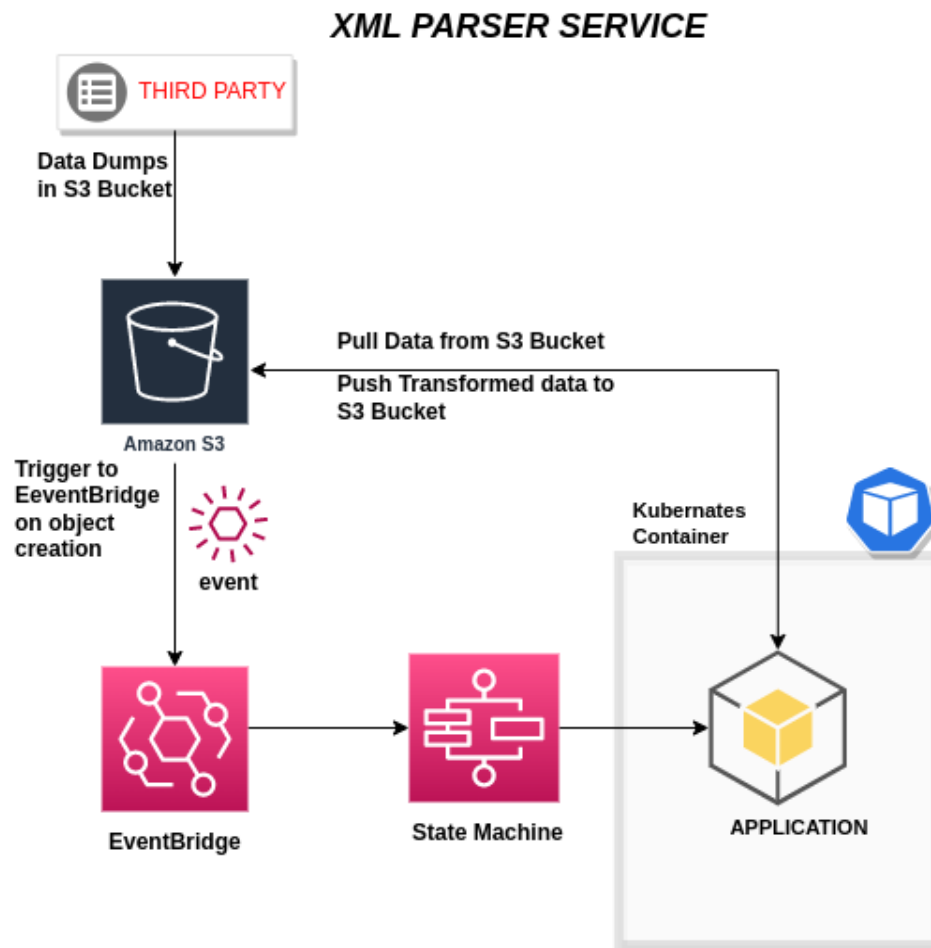 XML PARSER SERVICE
THIRD PARTY
Data Dumps
in S3 Bucket
Pull Data from S3 Bucket
Push Transformed data to
S3 Bucket
Amazon S3
Trigger to
EeventBridge
on object
creation
event
Kubernetes
Container
EventBridge
State Machine
APPLICATION